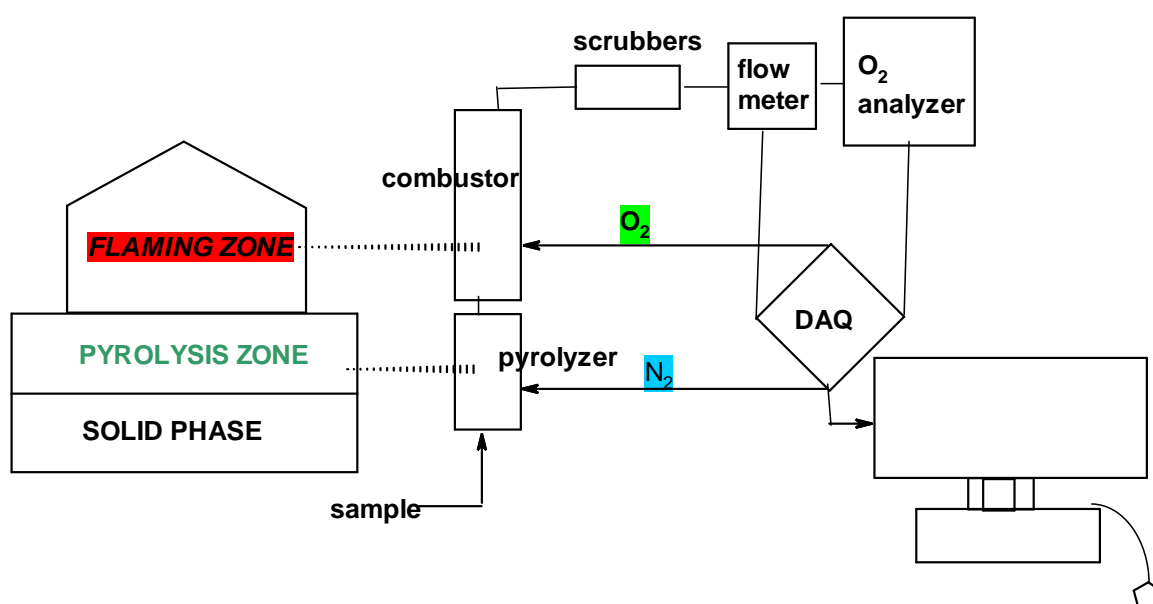 scrubbers
flow
meter
O₂
analyzer
combustor
O₂
FLAMING ZONE
DAQ
PYROLYSIS ZONE
pyrolyzer
N₂
SOLID PHASE
sample